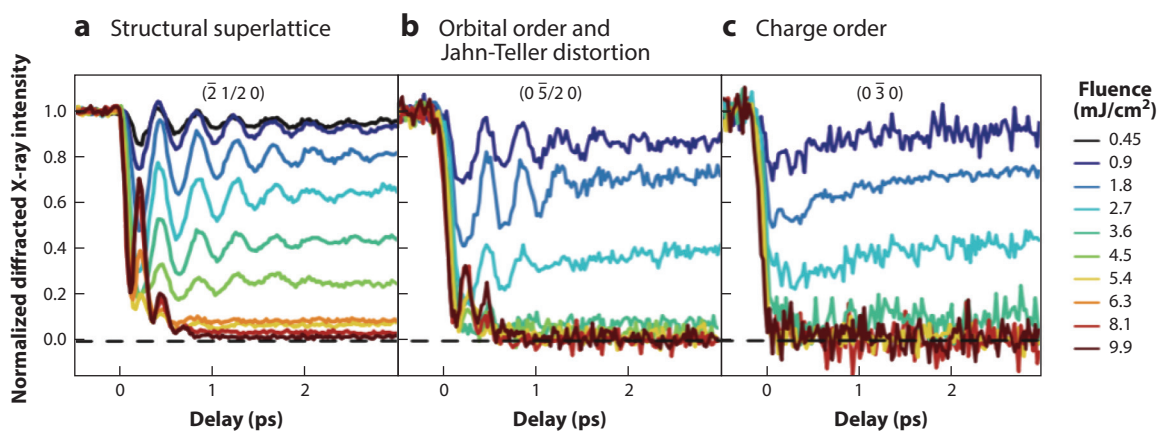 a Structural superlattice
b Orbital order and
Jahn-Teller distortion
c Charge order
Normalized diffracted X-ray intensity
1.0
0.8
0.6
0.4
0.2
0.0
(2̅ 1/2 0)
(0 5̅/2 0)
(0 3̅ 0)
0 1 2
0 1 2
0 1 2
Delay (ps)
Delay (ps)
Delay (ps)
Fluence
(mJ/cm²)
0.45
0.9
1.8
2.7
3.6
4.5
5.4
6.3
8.1
9.9